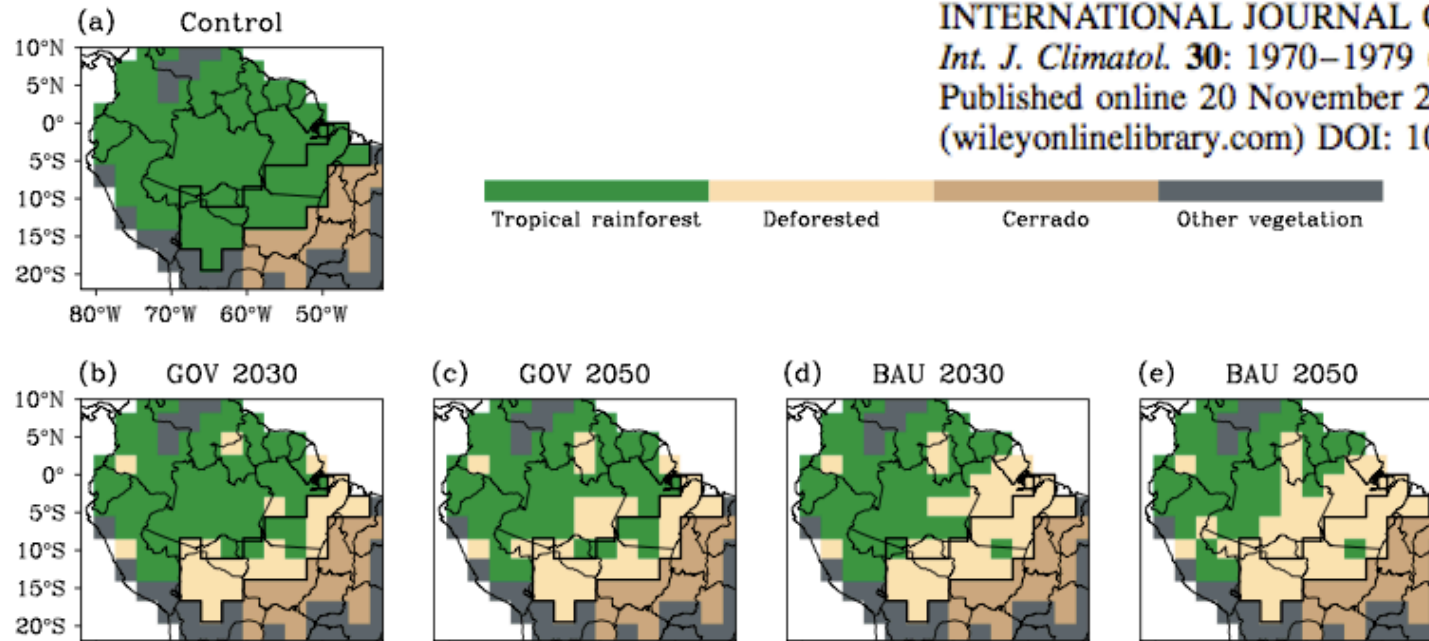 (a) Control
10°N
5°N
0°
5°S
10°S
15°S
20°S
80°W 70°W 60°W 50°W
INTERNATIONAL JOURNAL
Int. J. Climatol. 30: 1970–1979
Published online 20 November 2
(wileyonlinelibrary.com) DOI: 10
Tropical rainforest Deforested Cerrado Other vegetation
(b) GOV 2030
10°N
5°N
0°
5°S
10°S
15°S
20°S
(c) GOV 2050
(d) BAU 2030
(e) BAU 2050